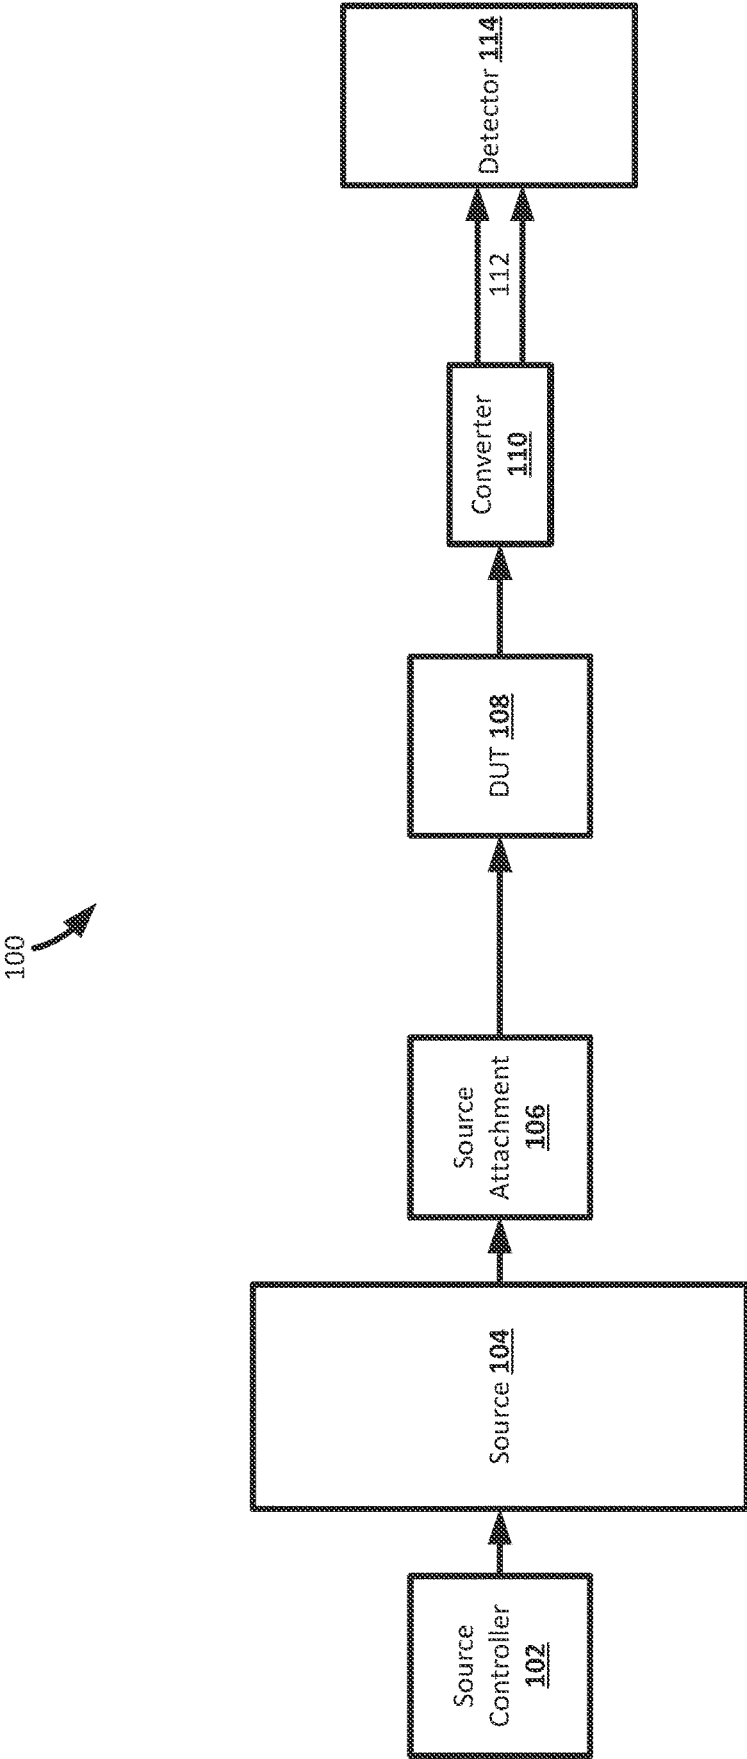 100
Source
Controller
102
Source 104
Source
Attachment
106
DUT 108
Converter
110
112
Detector 114